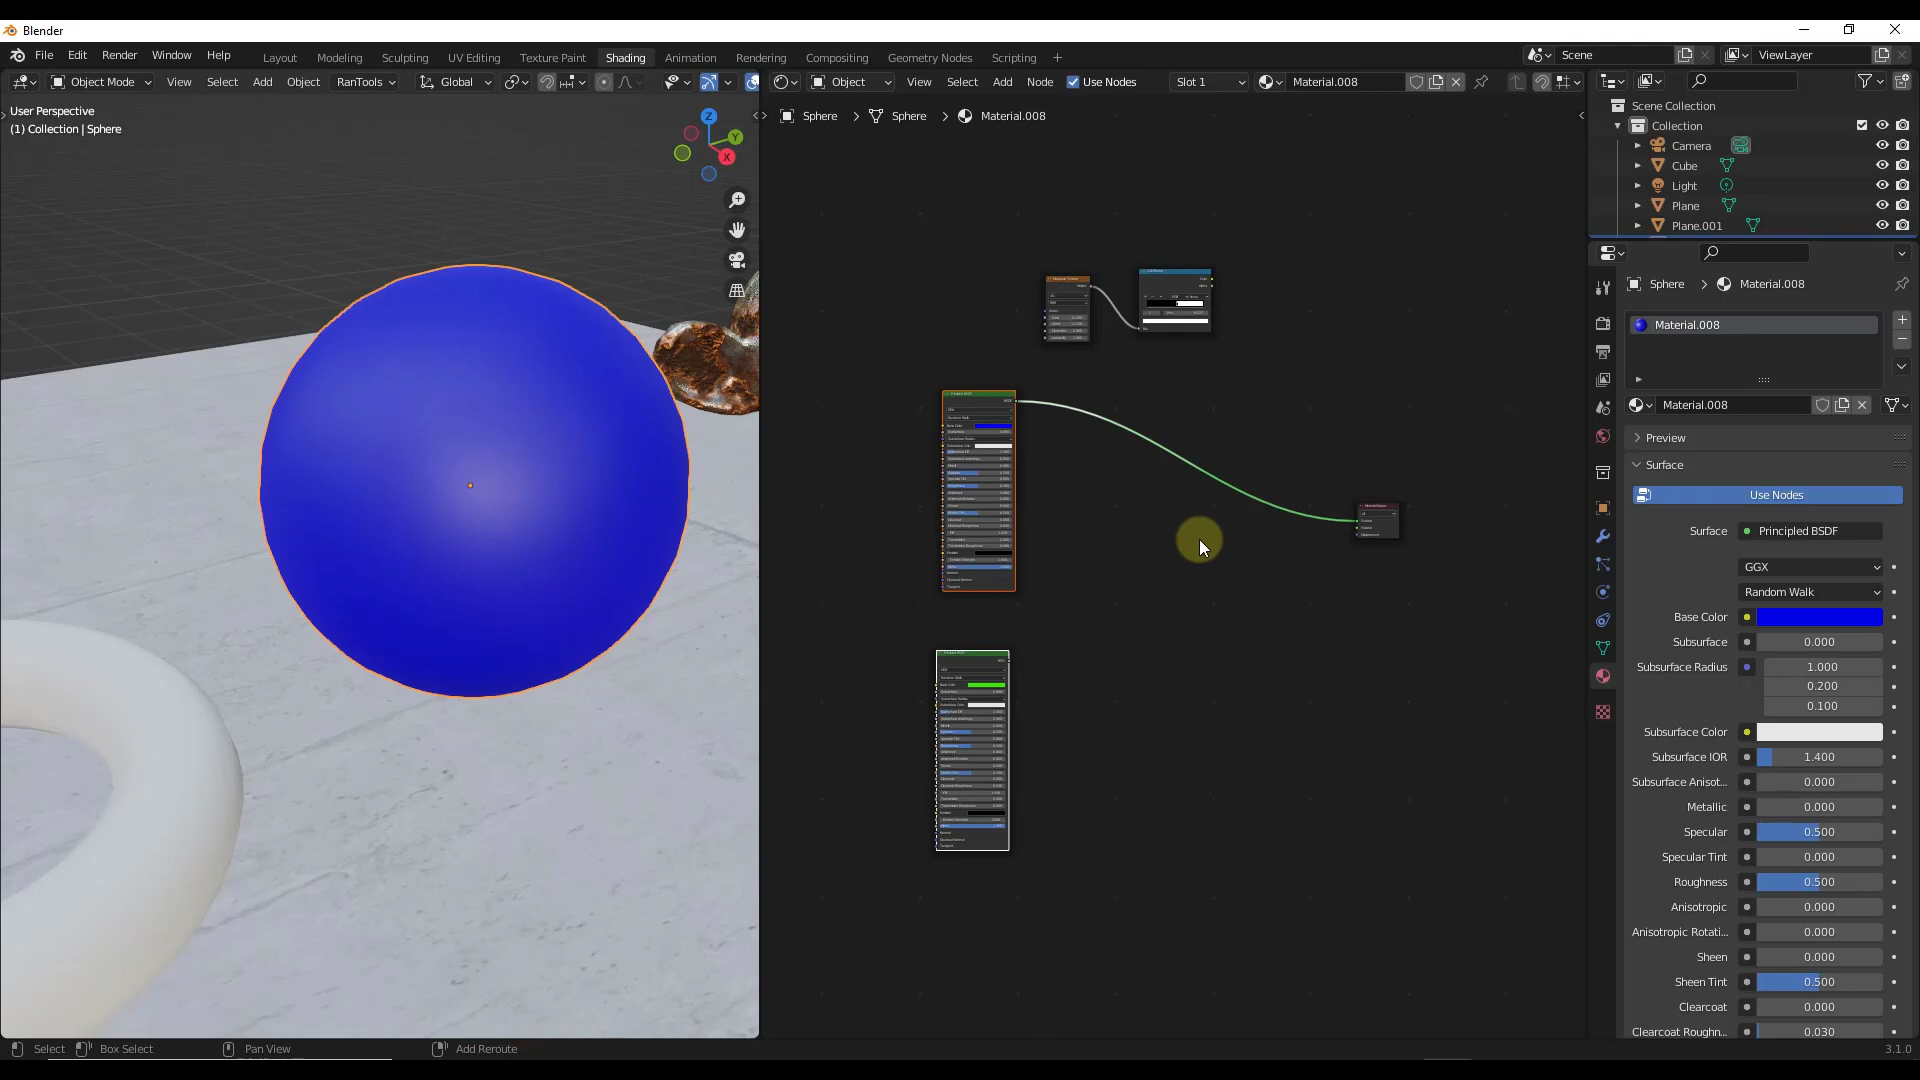 Blender
File Edit Render Window Help
Layout Modeling Sculpting UV Editing Texture Paint Shading Animation Rendering Compositing Geometry Nodes Scripting +
Scene
ViewLayer
Object Mode View Select Add Object RanTools Global
Object View Select Add Node Use Nodes Slot 1 Material.008
User Perspective
(1) Collection | Sphere
Z
Y
X
Sphere > Sphere > Material.008
Scene Collection
Collection
Camera
Cube
Light
Plane
Plane.001
Sphere > Material.008
Material.008
Material.008
Preview
Surface
Use Nodes
Surface Principled BSDF
GGX
Random Walk
Base Color
Subsurface 0.000
Subsurface Radius 1.000
0.200
0.100
Subsurface Color
Subsurface IOR 1.400
Subsurface Anisot... 0.000
Metallic 0.000
Specular 0.500
Specular Tint 0.000
Roughness 0.500
Anisotropic 0.000
Anisotropic Rotati... 0.000
Sheen 0.000
Sheen Tint 0.500
Clearcoat 0.000
Clearcoat Roughn... 0.030
Select Box Select Pan View Add Reroute 3.1.0